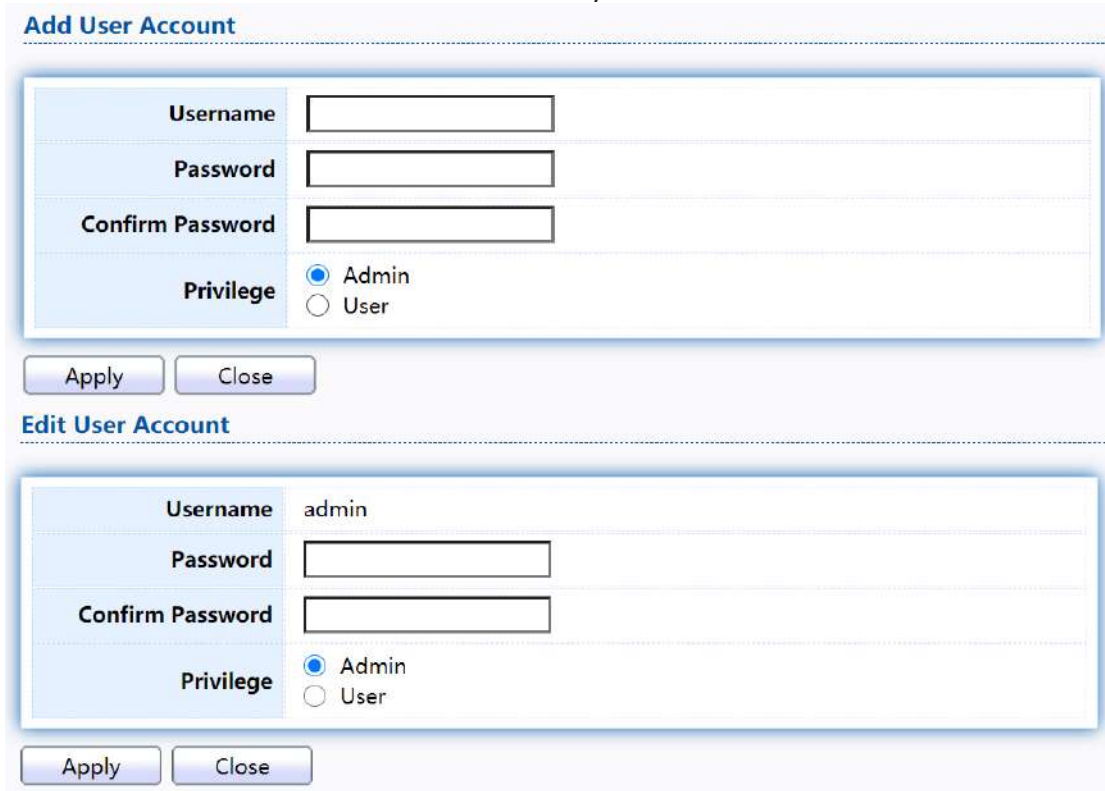 Add User Account
Username
Password
Confirm Password
Privilege
Admin
User
Apply Close
Edit User Account
Username admin
Password
Confirm Password
Privilege
Admin
User
Apply Close